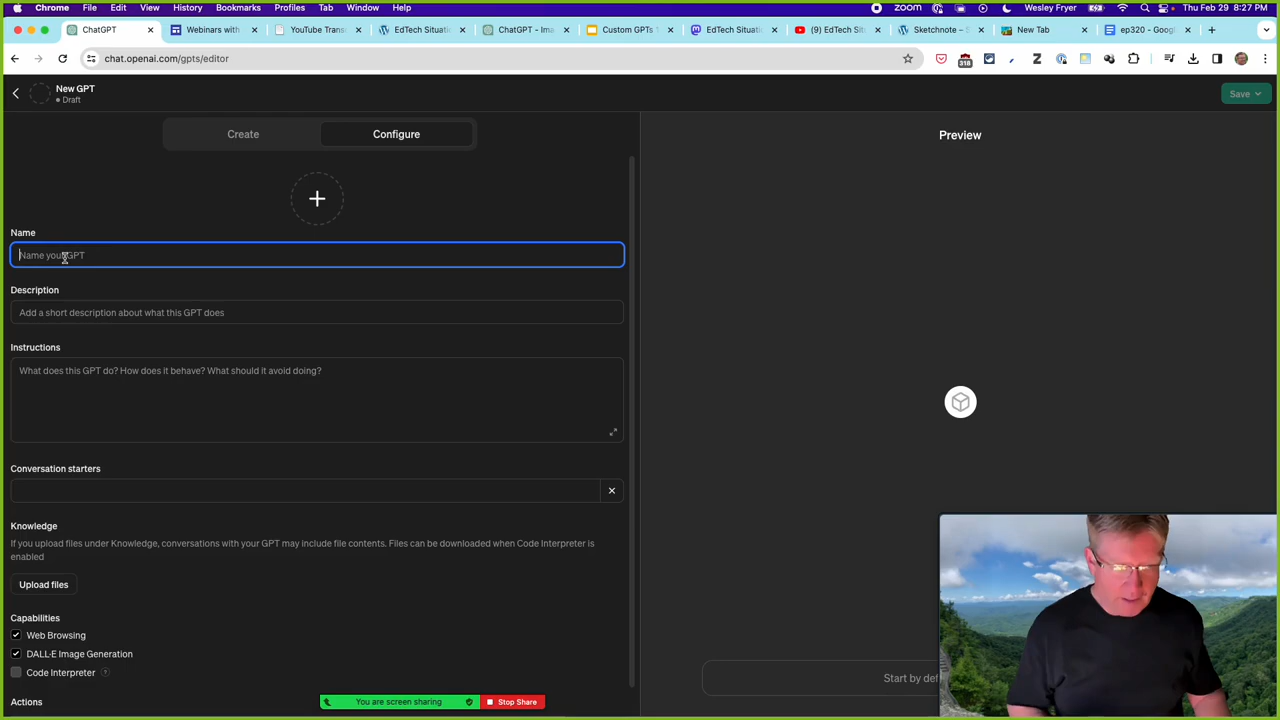 Chrome File Edit View History Bookmarks Profiles Tab Window Help zoom Wesley Fryer Thu Feb 29 8:27 PM
ChatGPT Webinars with YouTube Trans EdTech Situati ChatGPT - Ima Custom GPTs EdTech Situati (9) EdTech Sit Sketchnote – S New Tab ep320 - Googl
chat.openai.com/gpts/editor
318
New GPT
Draft
Save
Create Configure
Preview
Name
Name your GPT
Description
Add a short description about what this GPT does
Instructions
What does this GPT do? How does it behave? What should it avoid doing?
Conversation starters
Knowledge
If you upload files under Knowledge, conversations with your GPT may include file contents. Files can be downloaded when Code Interpreter is
enabled
Upload files
Capabilities
Web Browsing
DALL·E Image Generation
Code Interpreter ?
Start by def
Actions
You are screen sharing Stop Share